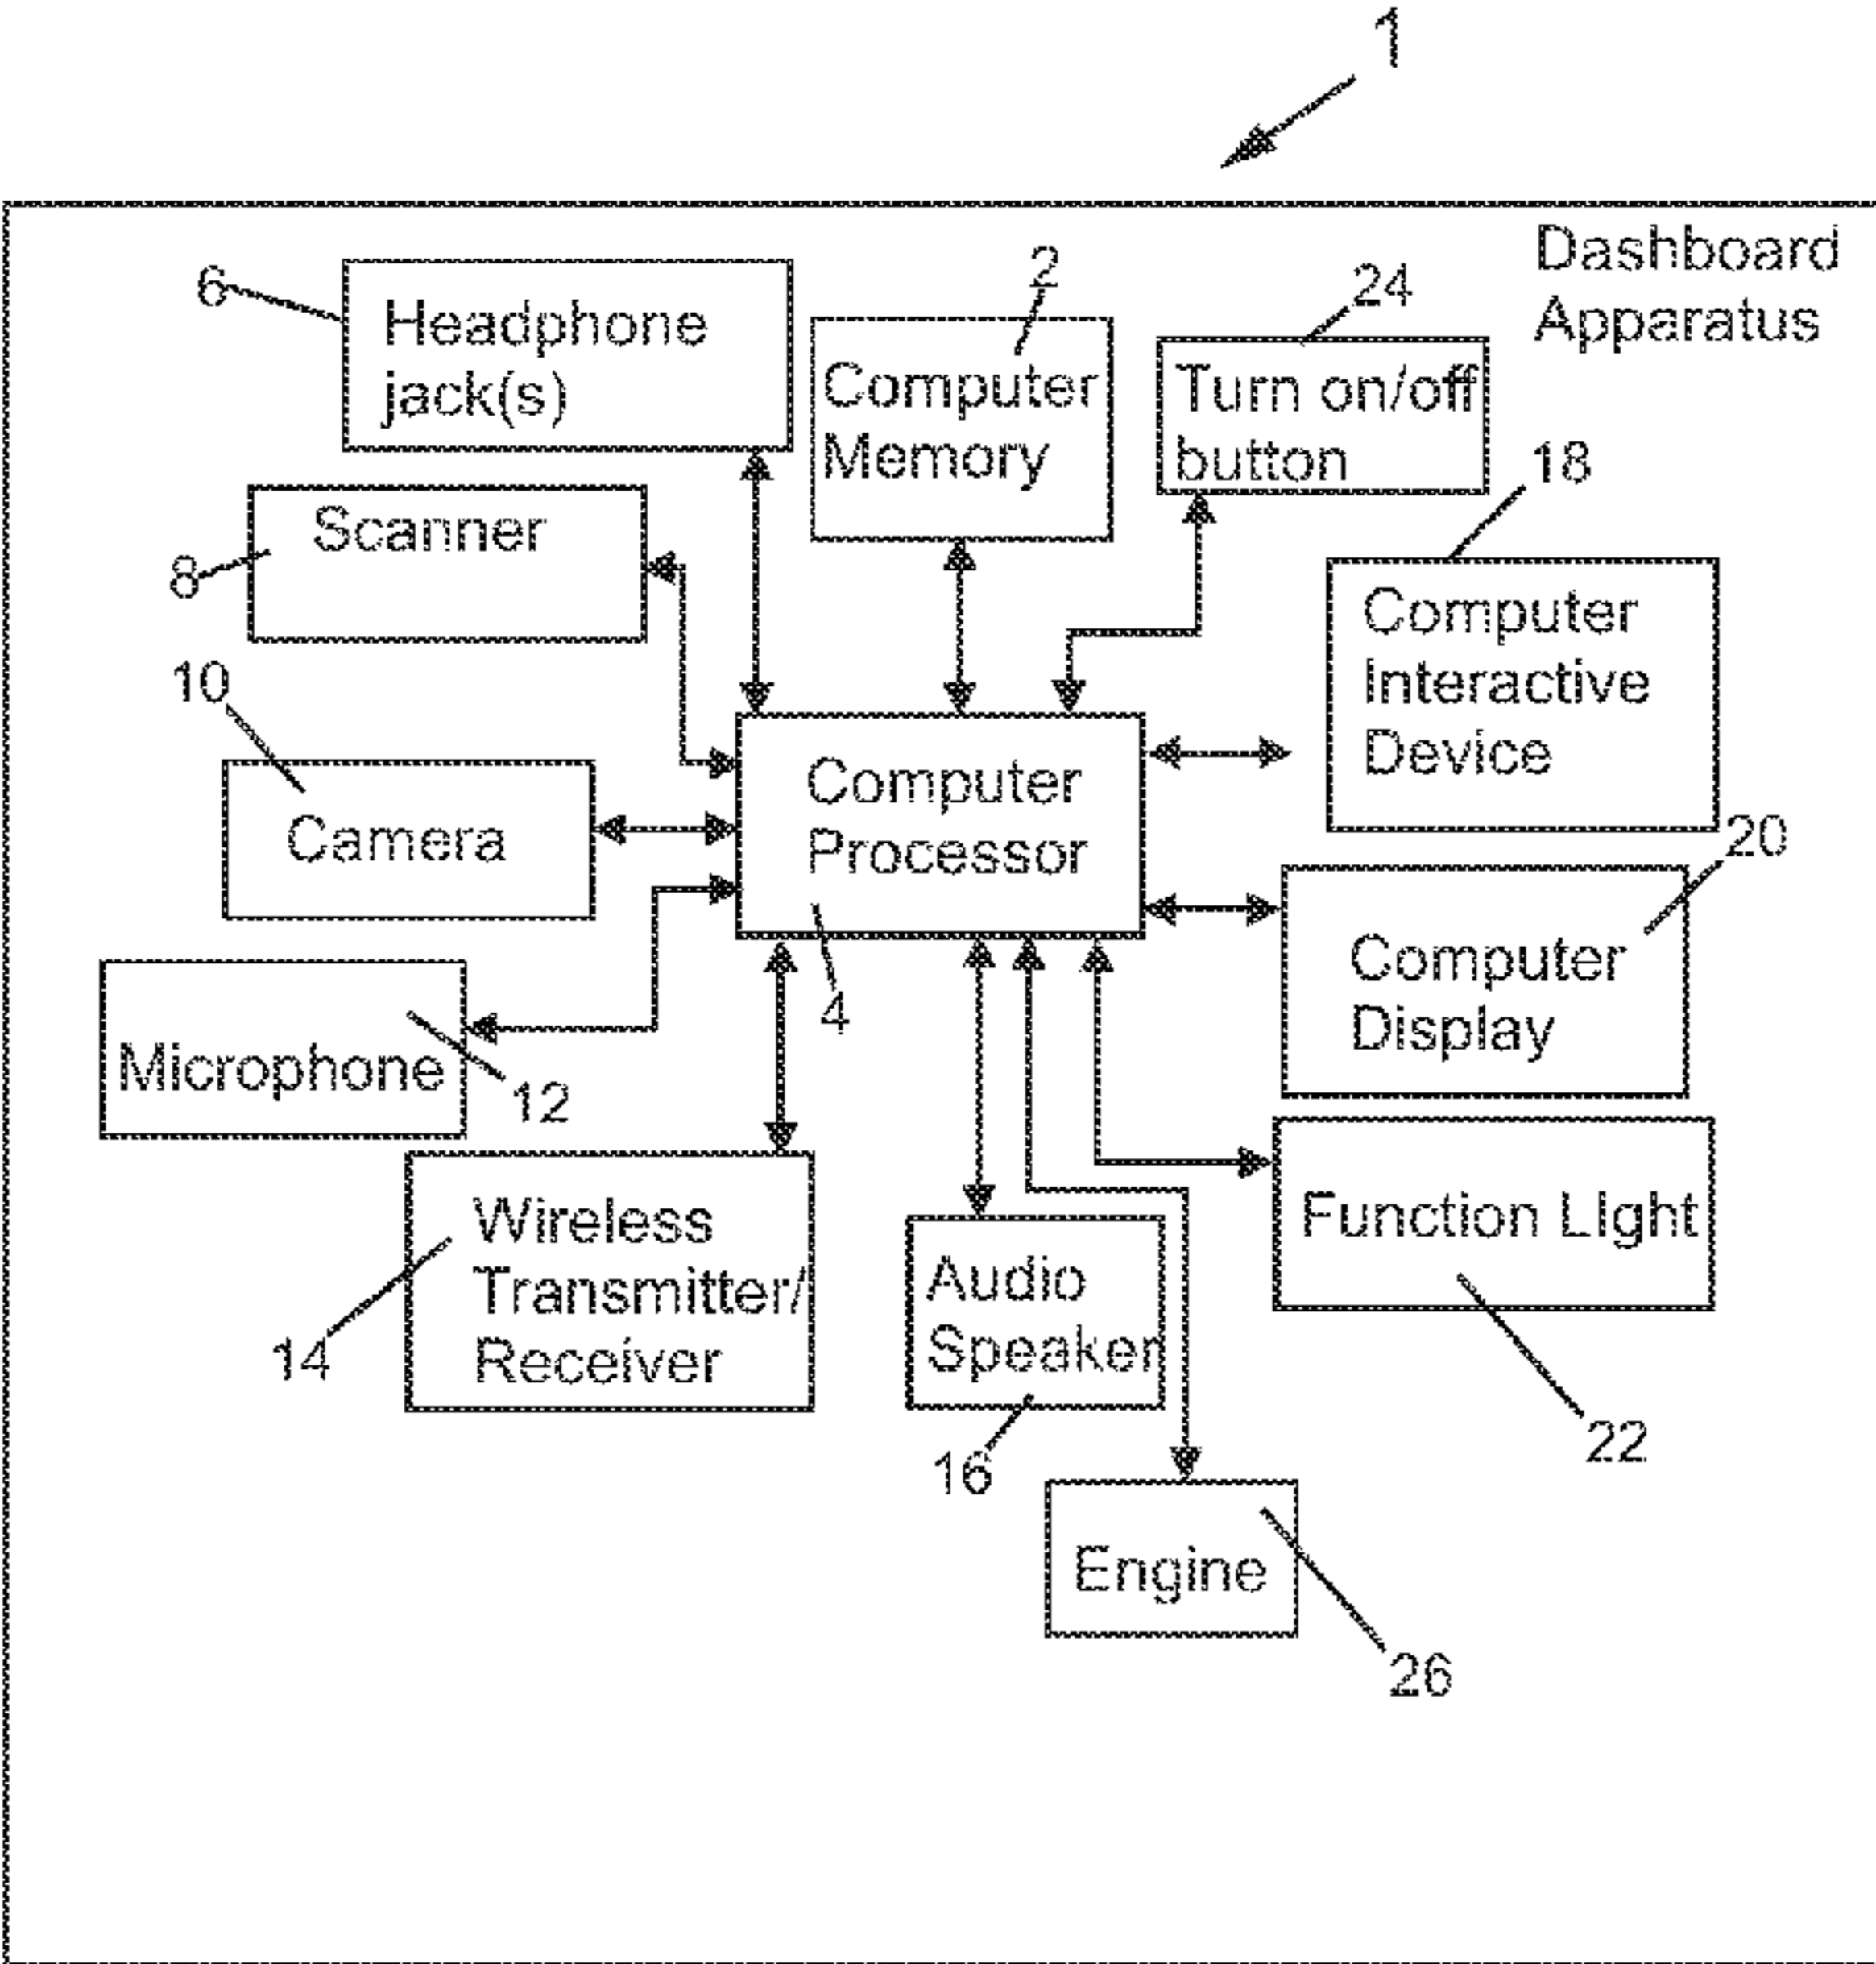 1
Dashboard
Apparatus
6
Headphone
jack(s)
2
Computer
Memory
24
Turn on/off
button
18
Scanner
8
Computer
Interactive
Device
10
Camera
Computer
Processor
4
20
Computer
Display
Microphone
12
Wireless
Transmitter/
Receiver
14
Audio
Speaker
16
Function LIght
22
Engine
26